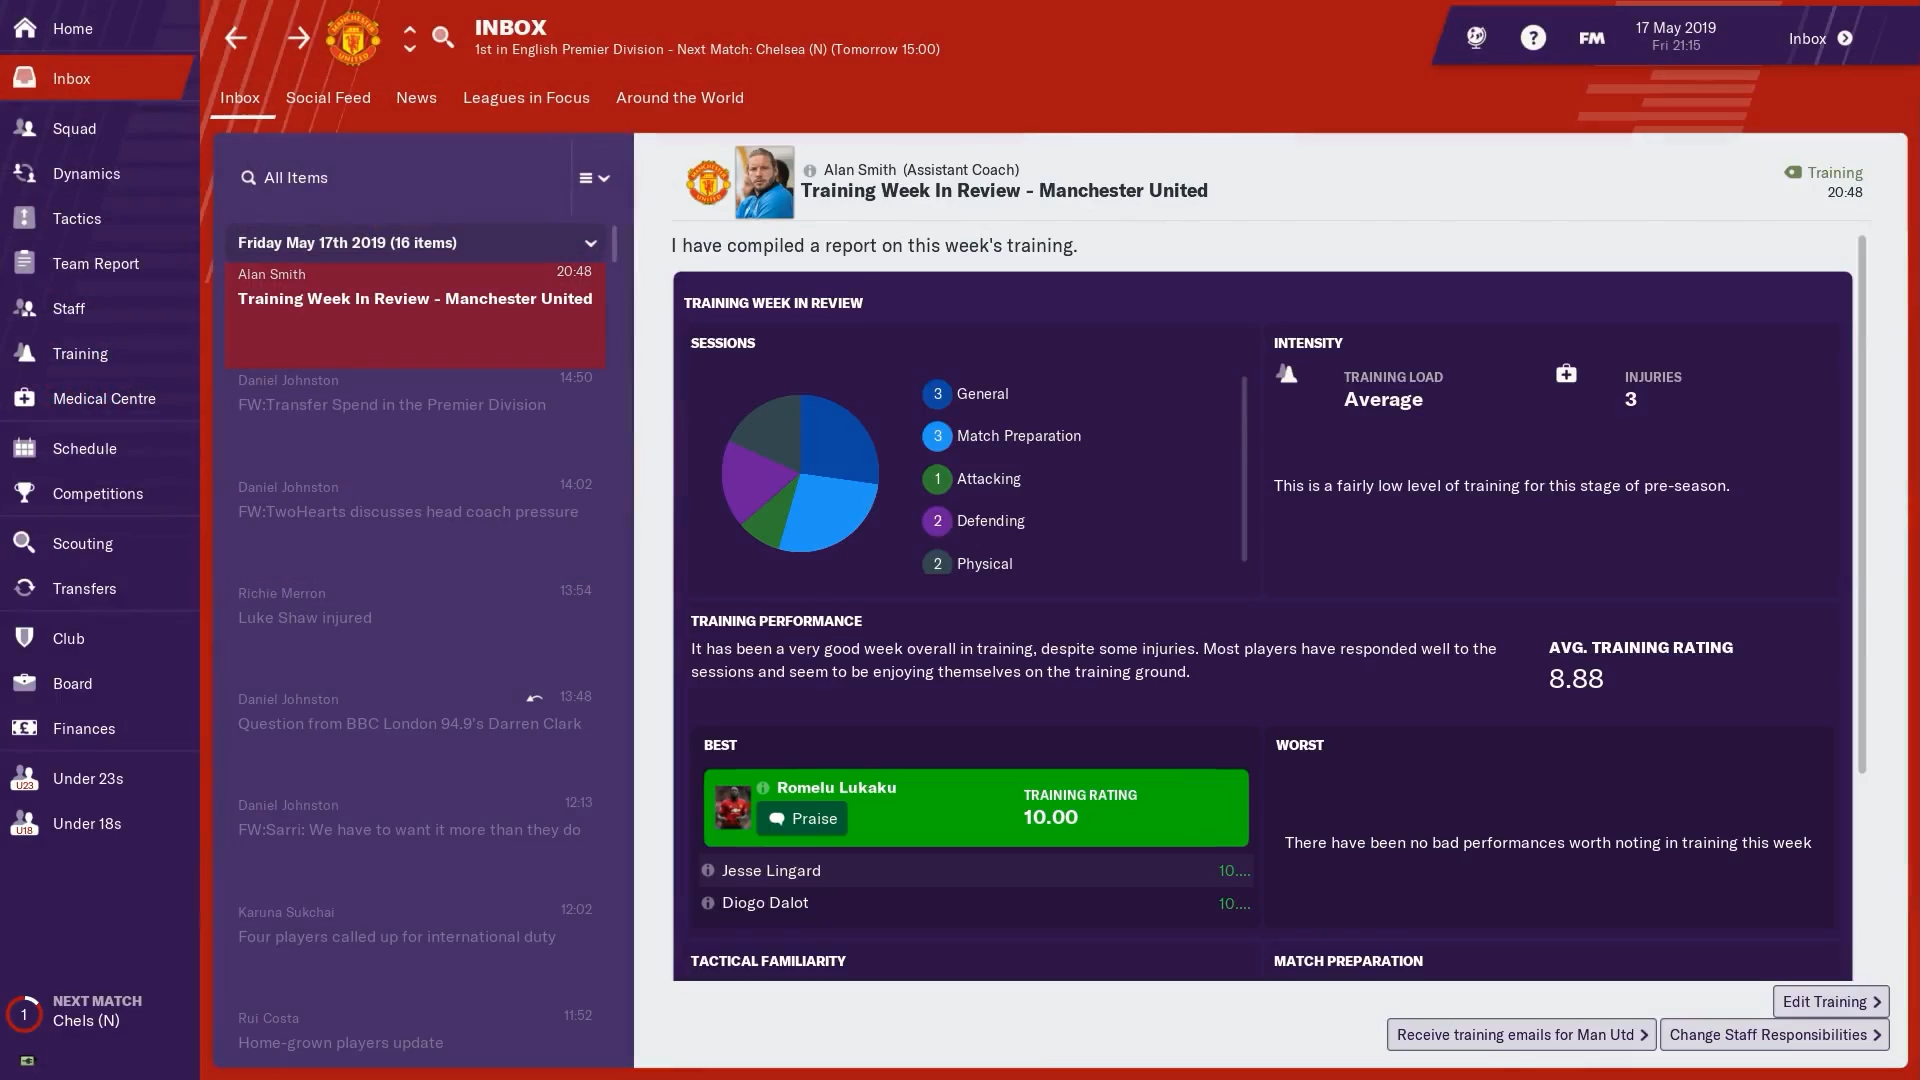 Home
Inbox
Squad
Dynamics
Tactics
Team Report
Staff
Training
Medical Centre
Schedule
Competitions
Scouting
Transfers
Club
Board
Finances
U23
Under 23s
U18
Under 18s
NEXT MATCH
1
Chels (N)
INBOX
1st in English Premier Division - Next Match: Chelsea (N) (Tomorrow 15:00)
FM
17 May 2019
Fri 21:15
Inbox
Inbox Social Feed News Leagues in Focus Around the World
All Items
Friday May 17th 2019 (16 items)
Alan Smith 20:48
Training Week In Review - Manchester United
Daniel Johnston 14:50
FW:Transfer Spend in the Premier Division
Daniel Johnston 14:02
FW:TwoHearts discusses head coach pressure
Richie Merron 13:54
Luke Shaw injured
Daniel Johnston 13:48
Question from BBC London 94.9's Darren Clark
Daniel Johnston 12:13
FW:Sarri: We have to want it more than they do
Karuna Sukchai 12:02
Four players called up for international duty
Rui Costa 11:52
Home-grown players update
Alan Smith (Assistant Coach)
Training Week In Review - Manchester United
Training
20:48
I have compiled a report on this week's training.
TRAINING WEEK IN REVIEW
SESSIONS
3 General
3 Match Preparation
1 Attacking
2 Defending
2 Physical
INTENSITY
TRAINING LOAD
Average
INJURIES
3
This is a fairly low level of training for this stage of pre-season.
TRAINING PERFORMANCE
It has been a very good week overall in training, despite some injuries. Most players have responded well to the
sessions and seem to be enjoying themselves on the training ground.
AVG. TRAINING RATING
8.88
BEST
Romelu Lukaku
Praise
TRAINING RATING
10.00
Jesse Lingard 10....
Diogo Dalot 10....
WORST
There have been no bad performances worth noting in training this week
TACTICAL FAMILIARITY
MATCH PREPARATION
Edit Training
Receive training emails for Man Utd
Change Staff Responsibilities